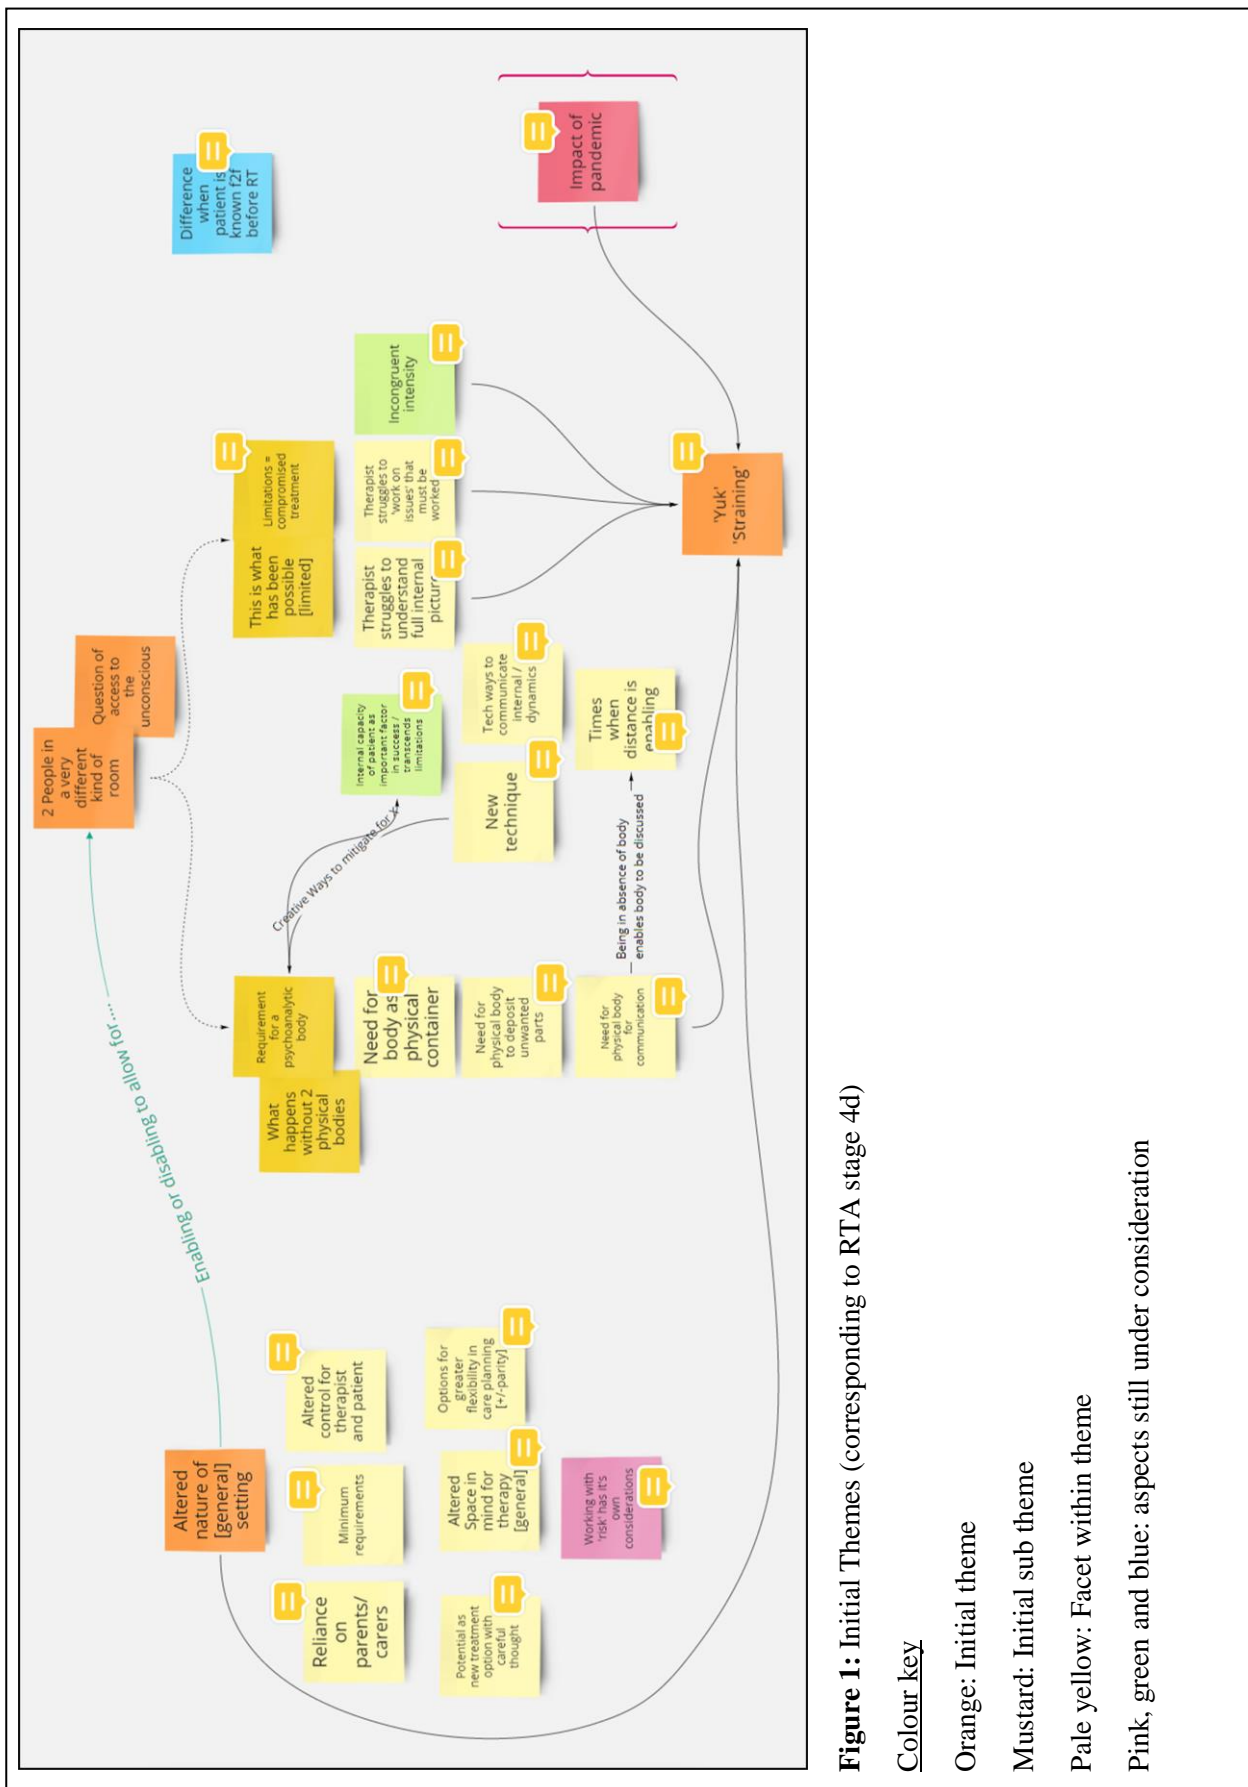 Altered
nature of
[general]
setting
Reliance
on
parents/
carers
Minimum
requirements
Altered
control for
therapist
and patient
Potential as
new treatment
option with
careful
thought
Altered
Space in
mind for
therapy
[general]
Options for
greater
flexibility in
care planning
[+/-parity]
Working with
'risk' has it's
own
considerations
Enabling or disabling to allow for....
2 People in
a very
different
kind of
room
Question of
access to
the
unconscious
What
happens
without 2
physical
bodies
Requirement
for a
psychoanalytic
body
Need for
body as
physical
container
Need for
physical body
to deposit
unwanted
parts
Need for
physical body
for
communication
Creative Ways to mitigate for X
Internal capacity
of patient as
important factor
in success /
transcends
limitations
New
technique
Tech ways to
communicate
internal /
dynamics
Being in absence of body
enables body to be discussed
Times
when
distance is
enabling
This is what
has been
possible
[limited]
Limitations =
compromised
treatment
Therapist
struggles to
understand
full internal
picture
Therapist
struggles to
'work on
issues' that
must be
worked
Incongruent
intensity
'Yuk'
'Straining'
Difference
when
patient is
known f2f
before RT
Impact of
pandemic
Figure 1: Initial Themes (corresponding to RTA stage 4d)
Colour key
Orange: Initial theme
Mustard: Initial sub theme
Pale yellow: Facet within theme
Pink, green and blue: aspects still under consideration